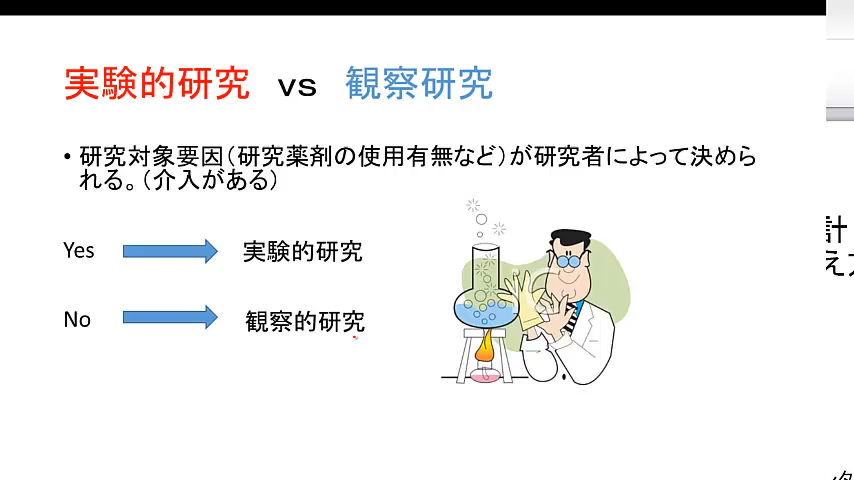 実験的研究 vs 観察研究
• 研究対象要因(研究薬剤の使用有無など)が研究者によって決めら
れる。(介入がある)
Yes 実験的研究
No 観察的研究
計
え